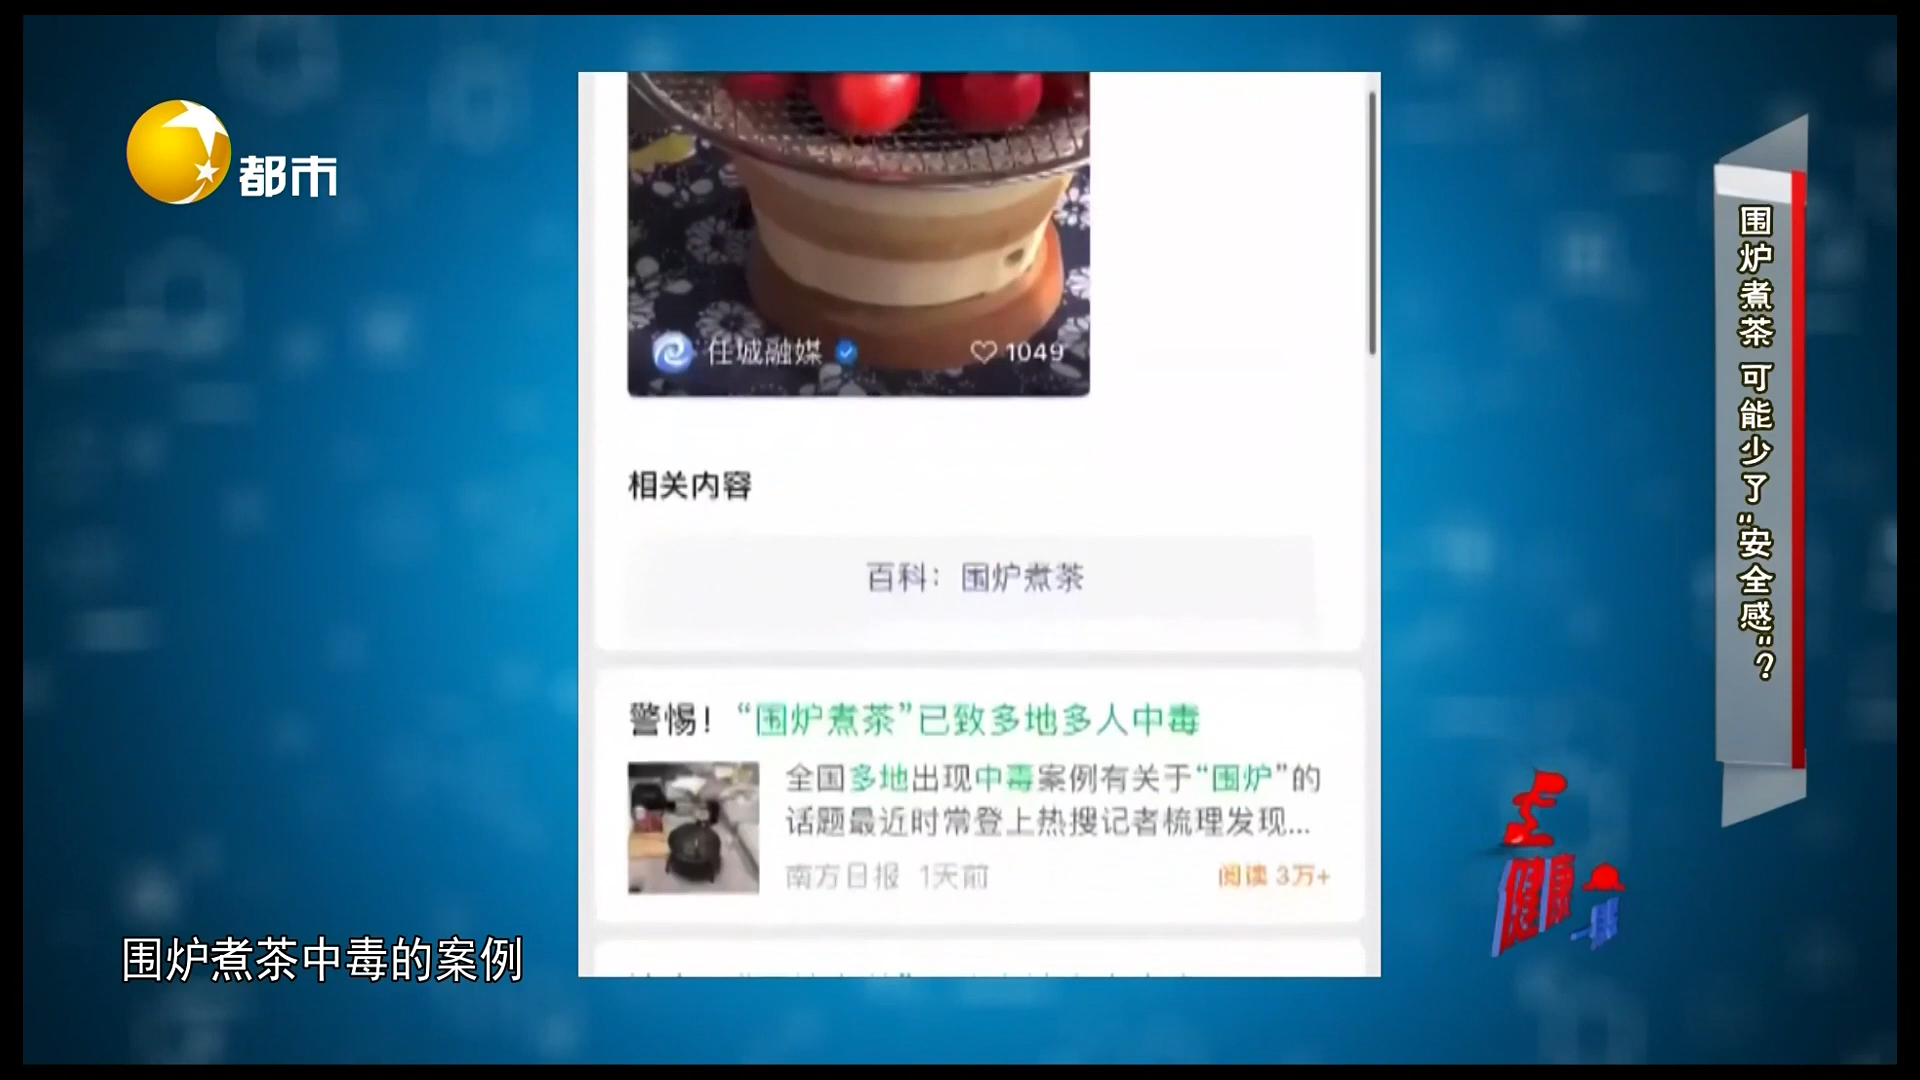 都市
任城融媒
1049
相关内容
百科：围炉煮茶
警惕！“围炉煮茶”已致多地多人中毒
全国多地出现中毒案例有关于“围炉”的
话题最近时常登上热搜记者梳理发现...
南方日报 1天前
阅读 3万+
围炉煮茶中毒的案例
围炉煮茶 可能少了“安全感”？
健康